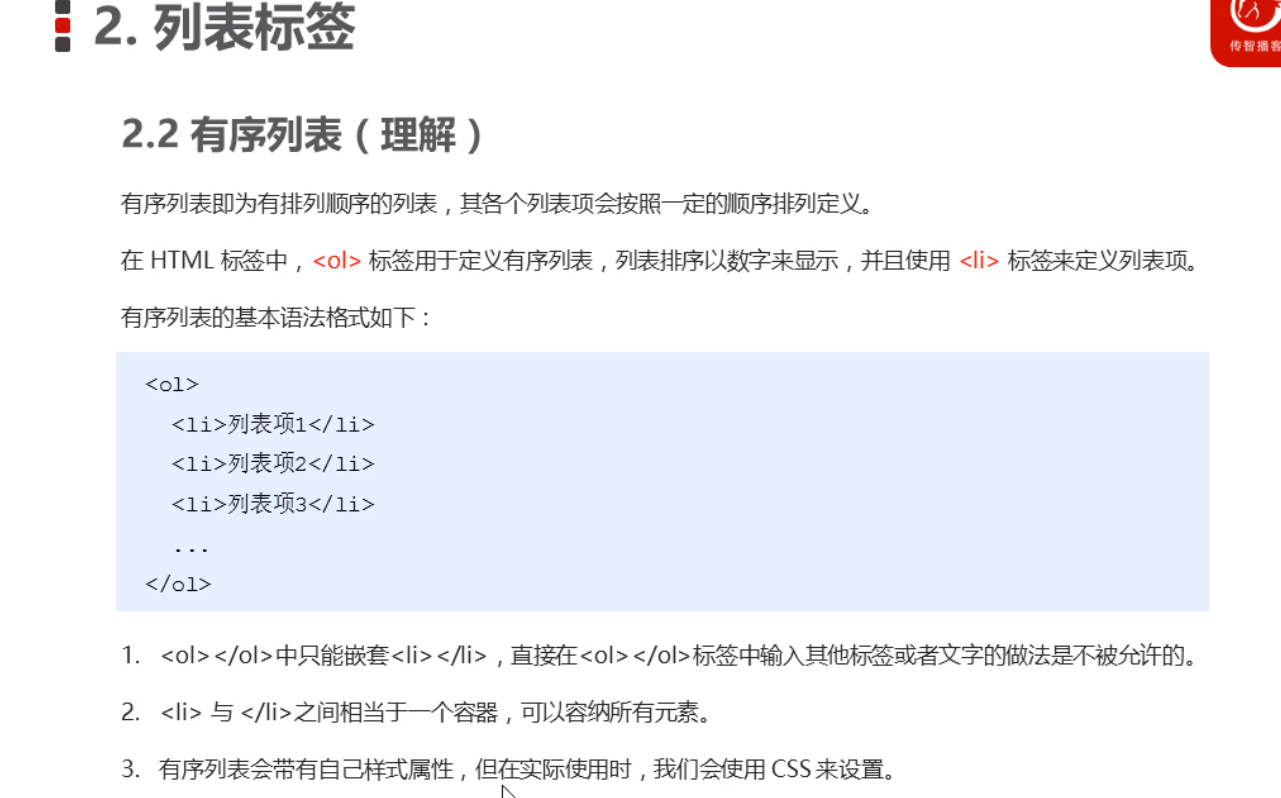 2. 列表标签
传智播客
2.2 有序列表（理解）
有序列表即为有排列顺序的列表，其各个列表项会按照一定的顺序排列定义。
在 HTML 标签中，<ol> 标签用于定义有序列表，列表排序以数字来显示，并且使用 <li> 标签来定义列表项。
有序列表的基本语法格式如下：
<ol>
<li>列表项1</li>
<li>列表项2</li>
<li>列表项3</li>
...
</ol>
1. <ol></ol>中只能嵌套<li></li>，直接在<ol></ol>标签中输入其他标签或者文字的做法是不被允许的。
2. <li> 与 </li>之间相当于一个容器，可以容纳所有元素。
3. 有序列表会带有自己样式属性，但在实际使用时，我们会使用 CSS 来设置。